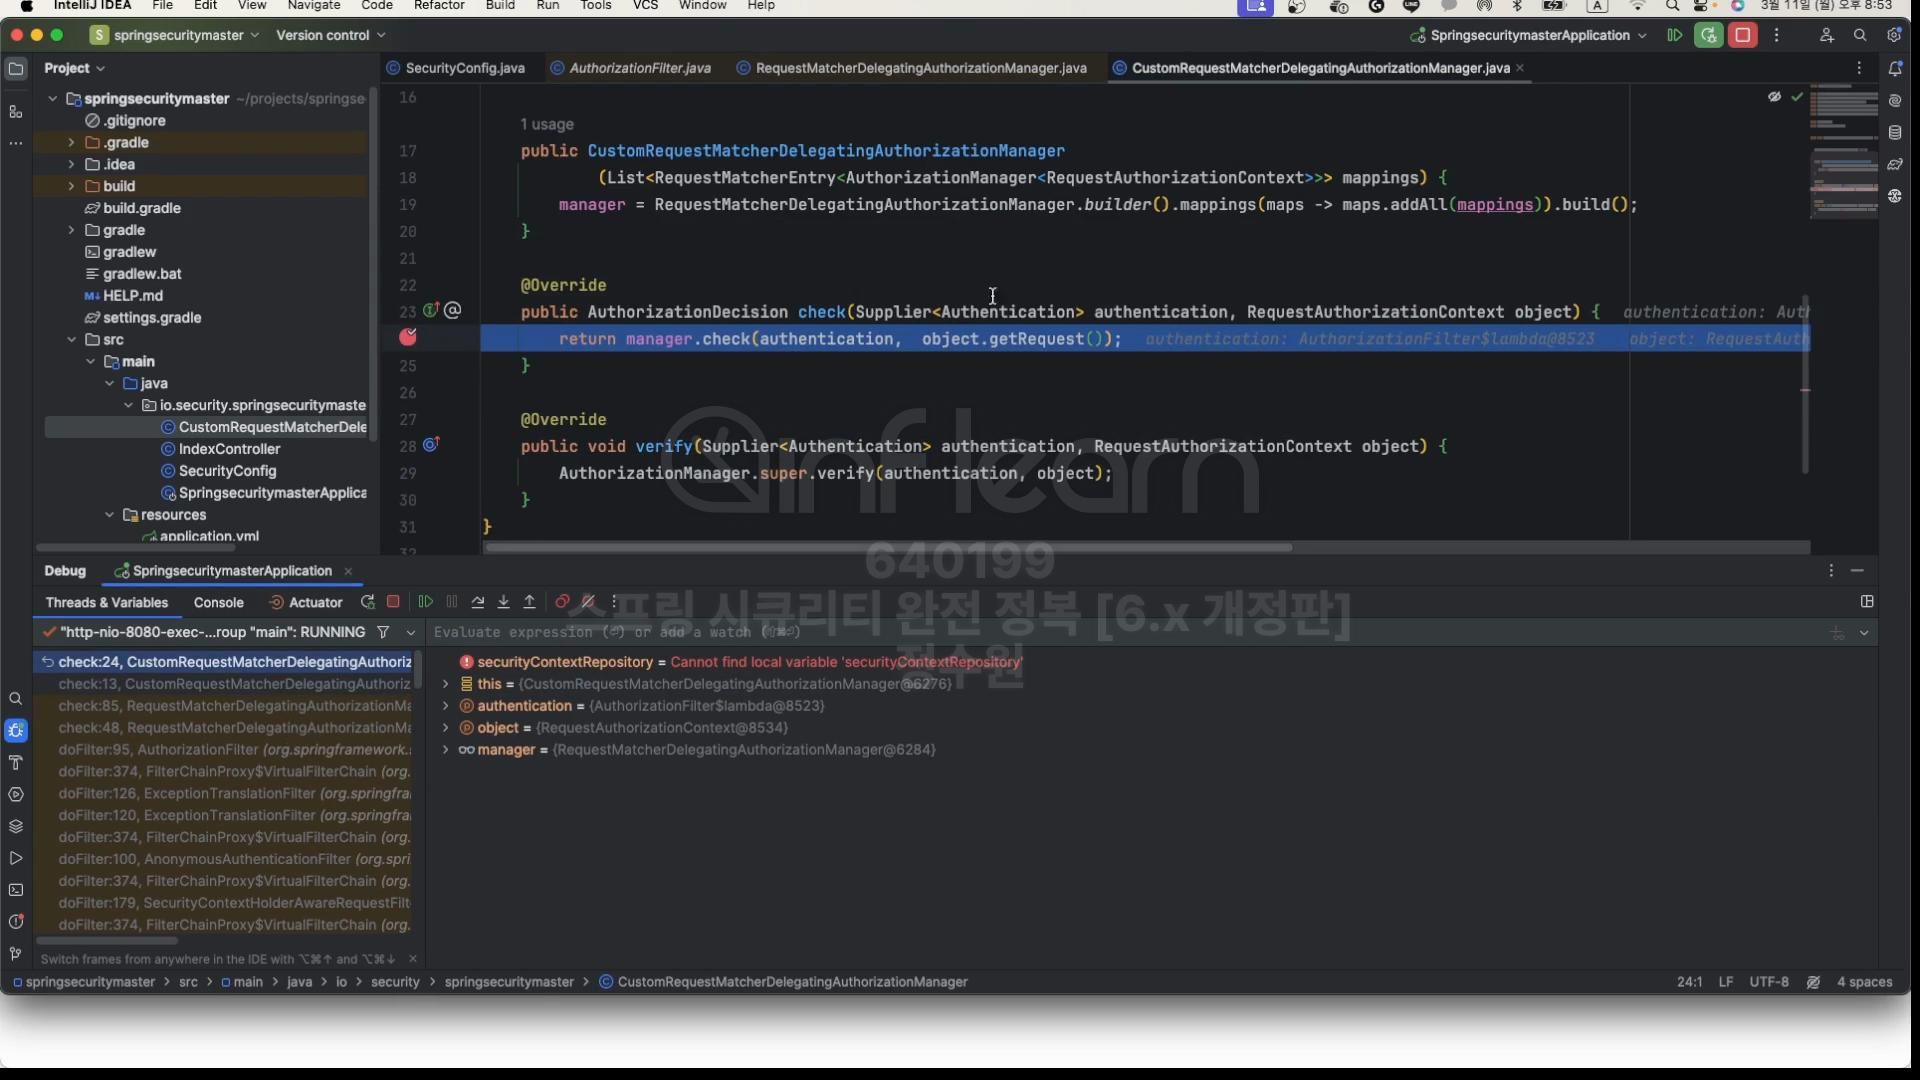 IntelliJ IDEA File Edit View Navigate Code Refactor Build Run Tools VCS Window Help 3월 11일 (월) 오후 8:53
S springsecuritymaster Version control SpringsecuritymasterApplication
Project
SecurityConfig.java AuthorizationFilter.java RequestMatcherDelegatingAuthorizationManager.java CustomRequestMatcherDelegatingAuthorizationManager.java
springsecuritymaster ~/projects/springse
.gitignore
.gradle
.idea
build
build.gradle
gradle
gradlew
gradlew.bat
HELP.md
settings.gradle
src
main
java
io.security.springsecuritymaste
CustomRequestMatcherDele
IndexController
SecurityConfig
SpringsecuritymasterApplica
resources
application.yml
16
1 usage
17 public CustomRequestMatcherDelegatingAuthorizationManager
18 (List<RequestMatcherEntry<AuthorizationManager<RequestAuthorizationContext>>> mappings) {
19 manager = RequestMatcherDelegatingAuthorizationManager.builder().mappings(maps -> maps.addAll(mappings)).build();
20 }
21
22 @Override
23 public AuthorizationDecision check(Supplier<Authentication> authentication, RequestAuthorizationContext object) { authentication: Aut
return manager.check(authentication, object.getRequest()); authentication: AuthorizationFilter$lambda@8523 object: RequestAuth
25 }
26
27 @Override
28 public void verify(Supplier<Authentication> authentication, RequestAuthorizationContext object) {
29 AuthorizationManager.super.verify(authentication, object);
30 }
31 }
32
inflearn
640199
스프링 시큐리티 완전 정복 [6.x 개정판]
정수원
Debug SpringsecuritymasterApplication
Threads & Variables Console Actuator
"http-nio-8080-exec-...roup "main": RUNNING
Evaluate expression (⏎) or add a watch (⇧⌘⏎)
check:24, CustomRequestMatcherDelegatingAuthoriz
check:13, CustomRequestMatcherDelegatingAuthoriz
check:85, RequestMatcherDelegatingAuthorizationMa
check:48, RequestMatcherDelegatingAuthorizationMa
doFilter:95, AuthorizationFilter (org.springframework.
doFilter:374, FilterChainProxy$VirtualFilterChain (org.
doFilter:126, ExceptionTranslationFilter (org.springfra
doFilter:120, ExceptionTranslationFilter (org.springfra
doFilter:374, FilterChainProxy$VirtualFilterChain (org.
doFilter:100, AnonymousAuthenticationFilter (org.spri
doFilter:374, FilterChainProxy$VirtualFilterChain (org.
doFilter:179, SecurityContextHolderAwareRequestFilt
doFilter:374, FilterChainProxy$VirtualFilterChain (org.
securityContextRepository = Cannot find local variable 'securityContextRepository'
this = {CustomRequestMatcherDelegatingAuthorizationManager@6276}
authentication = {AuthorizationFilter$lambda@8523}
object = {RequestAuthorizationContext@8534}
manager = {RequestMatcherDelegatingAuthorizationManager@6284}
Switch frames from anywhere in the IDE with ⌥⌘↑ and ⌥⌘↓
springsecuritymaster > src > main > java > io > security > springsecuritymaster > CustomRequestMatcherDelegatingAuthorizationManager 24:1 LF UTF-8 4 spaces